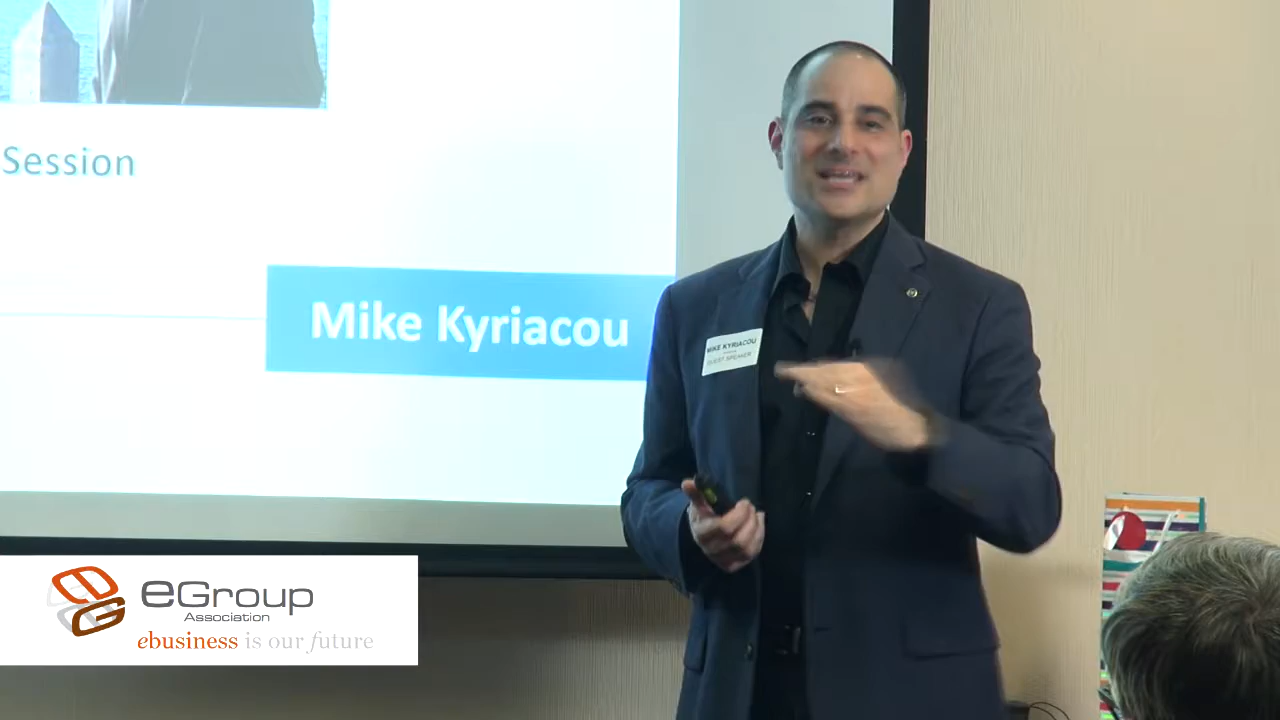 Session
Mike Kyriacou
MIKE KYRIACOU
GUEST SPEAKER
eGroup
Association
ebusiness is our future